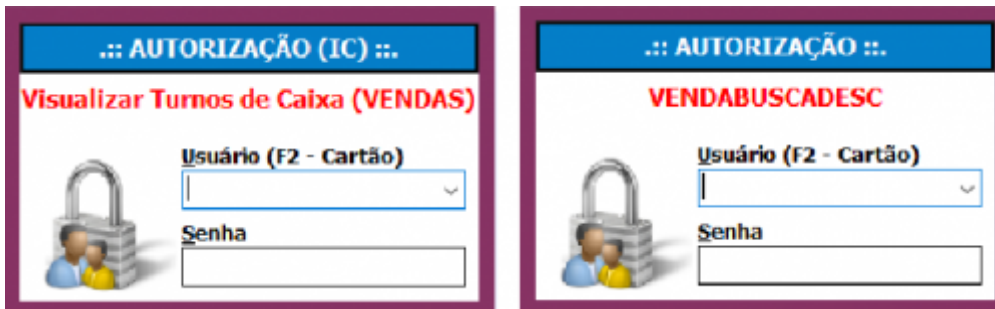 .:: AUTORIZAÇÃO (IC) ::.
Visualizar Turnos de Caixa (VENDAS)
Usuário (F2 - Cartão)
Senha
.:: AUTORIZAÇÃO ::.
VENDABUSCADESC
Usuário (F2 - Cartão)
Senha